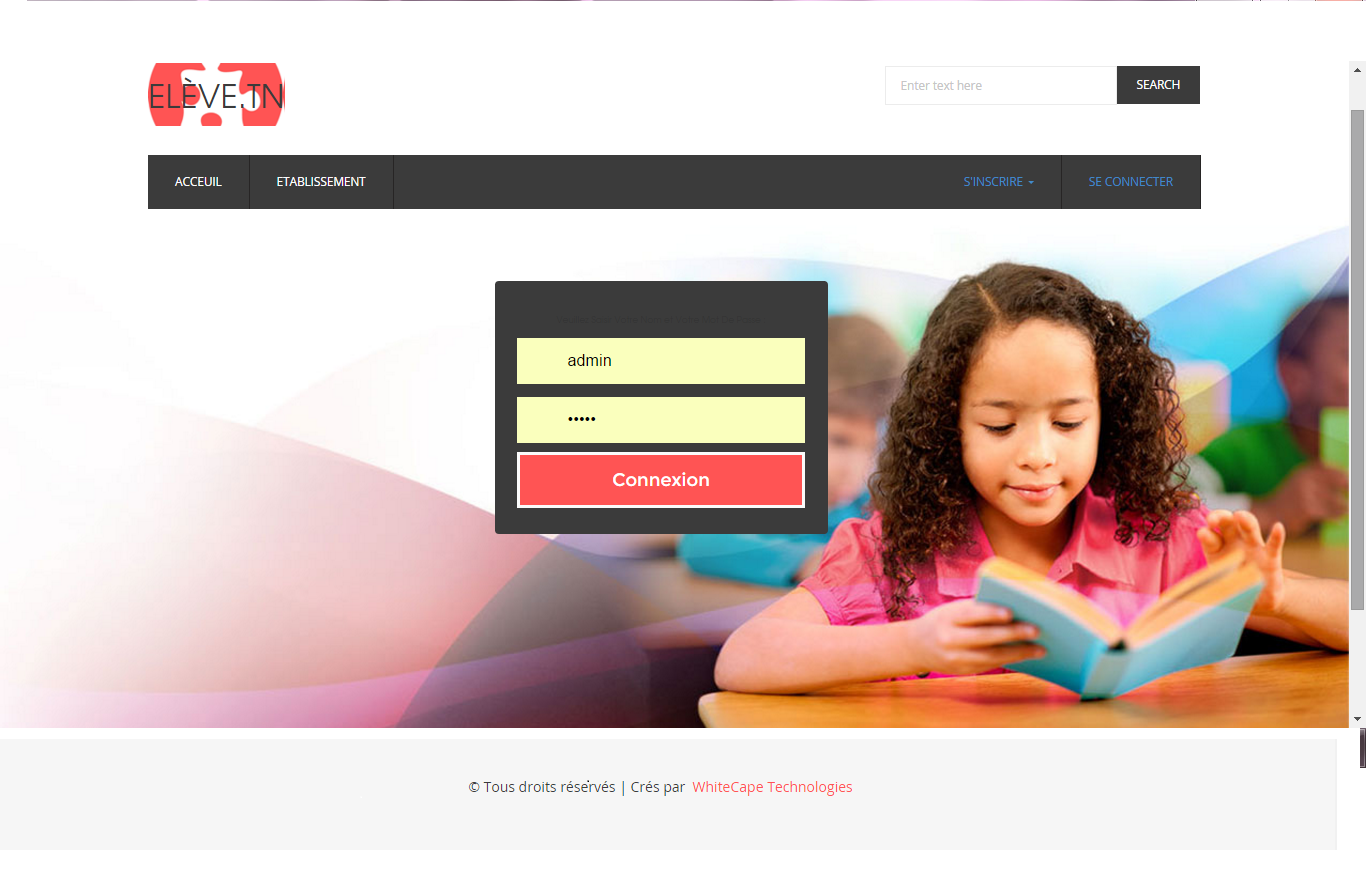 ELÈVE.TN
Enter text here
SEARCH
ACCEUIL
ETABLISSEMENT
S'INSCRIRE
SE CONNECTER
admin
•••••
Connexion
© Tous droits réservés | Crés par WhiteCape Technologies